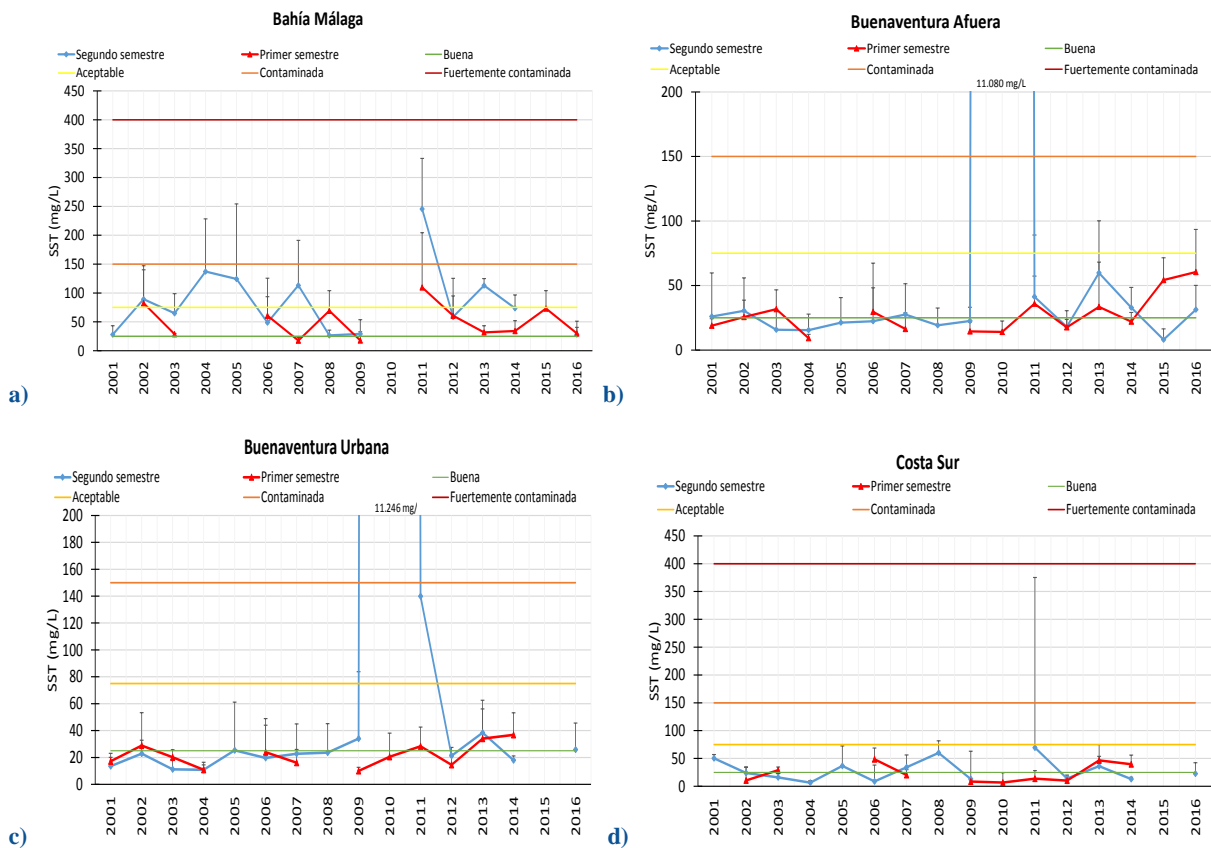 Bahía Málaga
Segundo semestre Primer semestre Buena
Aceptable Contaminada Fuertemente contaminada
450
400
350
300
250
200
150
100
50
0
SST (mg/L)
2001 2002 2003 2004 2005 2006 2007 2008 2009 2010 2011 2012 2013 2014 2015 2016
a)
Buenaventura Afuera
Segundo semestre Primer semestre Buena
Aceptable Contaminada Fuertemente contaminada
11.080 mg/L
200
150
100
50
0
SST (mg/L)
2001 2002 2003 2004 2005 2006 2007 2008 2009 2010 2011 2012 2013 2014 2015 2016
b)
Buenaventura Urbana
Segundo semestre Primer semestre Buena
Aceptable Contaminada Fuertemente contaminada
11.246 mg/
200
180
160
140
120
100
80
60
40
20
0
SST (mg/L)
2001 2002 2003 2004 2005 2006 2007 2008 2009 2010 2011 2012 2013 2014 2015 2016
c)
Costa Sur
Segundo semestre Primer semestre Buena
Aceptable Contaminada Fuertemente contaminada
450
400
350
300
250
200
150
100
50
0
SST (mg/L)
2001 2002 2003 2004 2005 2006 2007 2008 2009 2010 2011 2012 2013 2014 2015 2016
d)